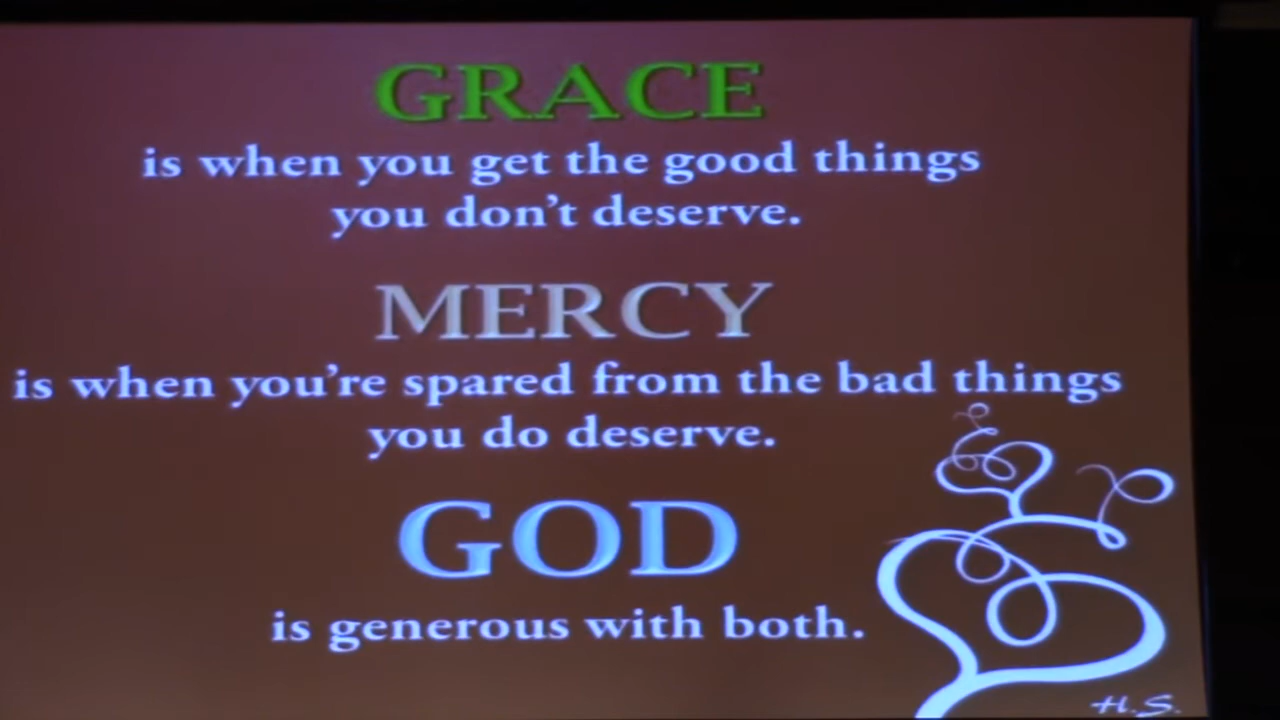 GRACE
is when you get the good things
you don't deserve.
MERCY
is when you're spared from the bad things
you do deserve.
GOD
is generous with both.
H.S.